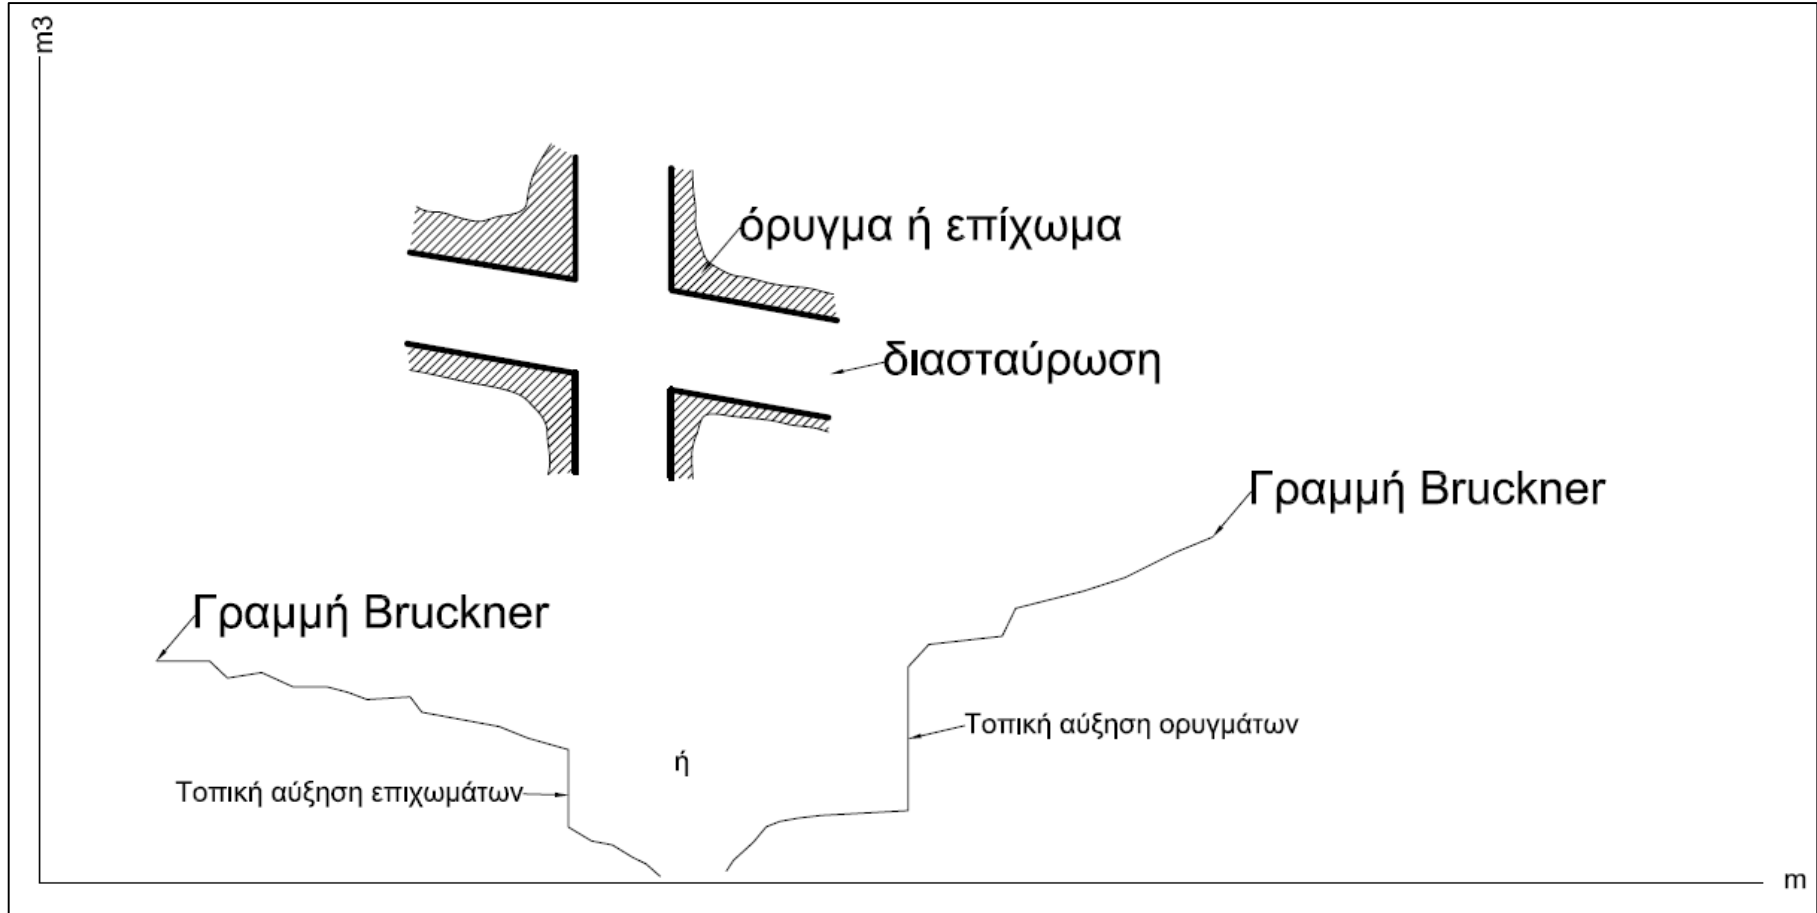 m3
όρυγμα ή επίχωμα
διασταύρωση
Γραμμή Bruckner
Γραμμή Bruckner
Τοπική αύξηση ορυγμάτων
ή
Τοπική αύξηση επιχωμάτων
m